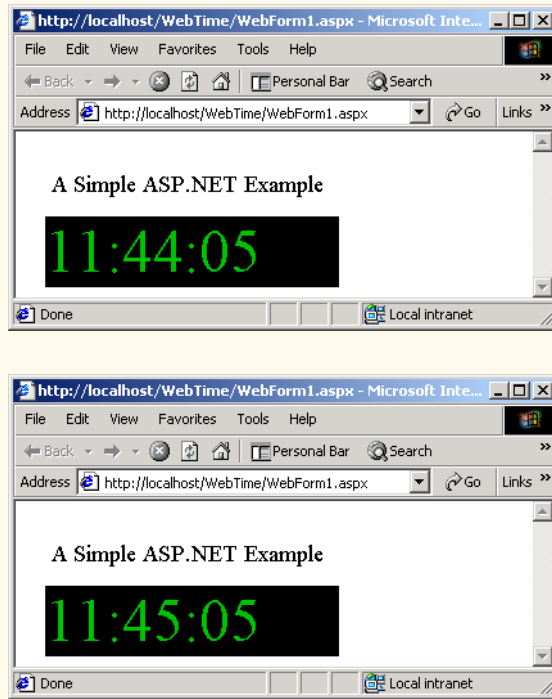 http://localhost/WebTime/WebForm1.aspx - Microsoft Inte...
File Edit View Favorites Tools Help
Back Personal Bar Search »
Address http://localhost/WebTime/WebForm1.aspx Go Links »
A Simple ASP.NET Example
11:44:05
Done Local intranet
http://localhost/WebTime/WebForm1.aspx - Microsoft Inte...
File Edit View Favorites Tools Help
Back Personal Bar Search »
Address http://localhost/WebTime/WebForm1.aspx Go Links »
A Simple ASP.NET Example
11:45:05
Done Local intranet